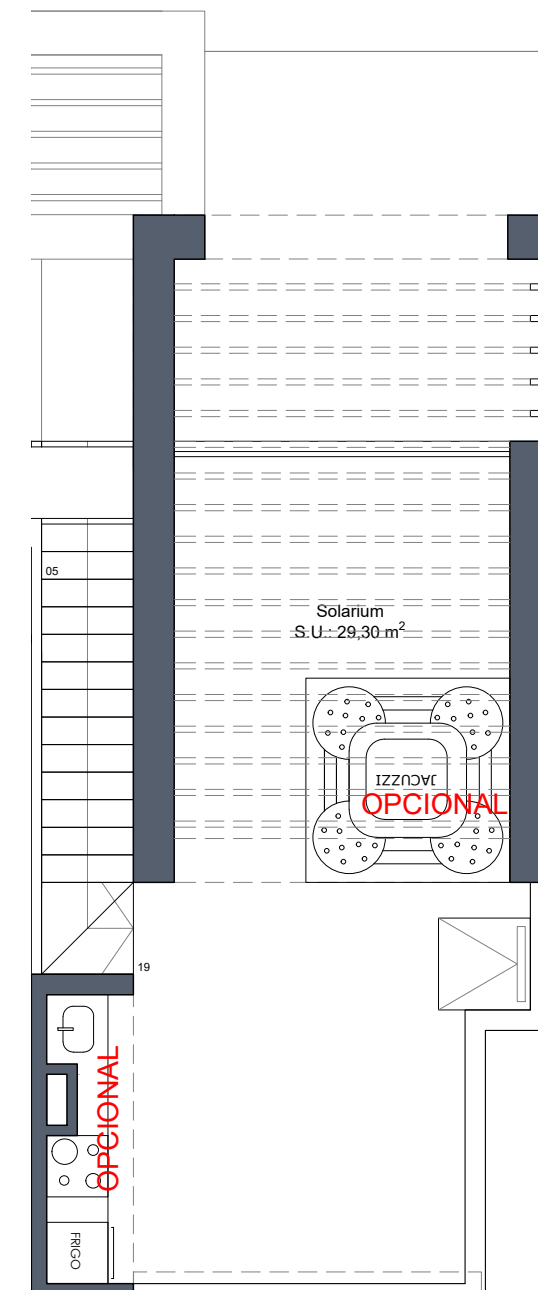 05
Solarium
S.U.: 29,30 m²
JACUZZI
OPCIONAL
19
OPCIONAL
FRIGO